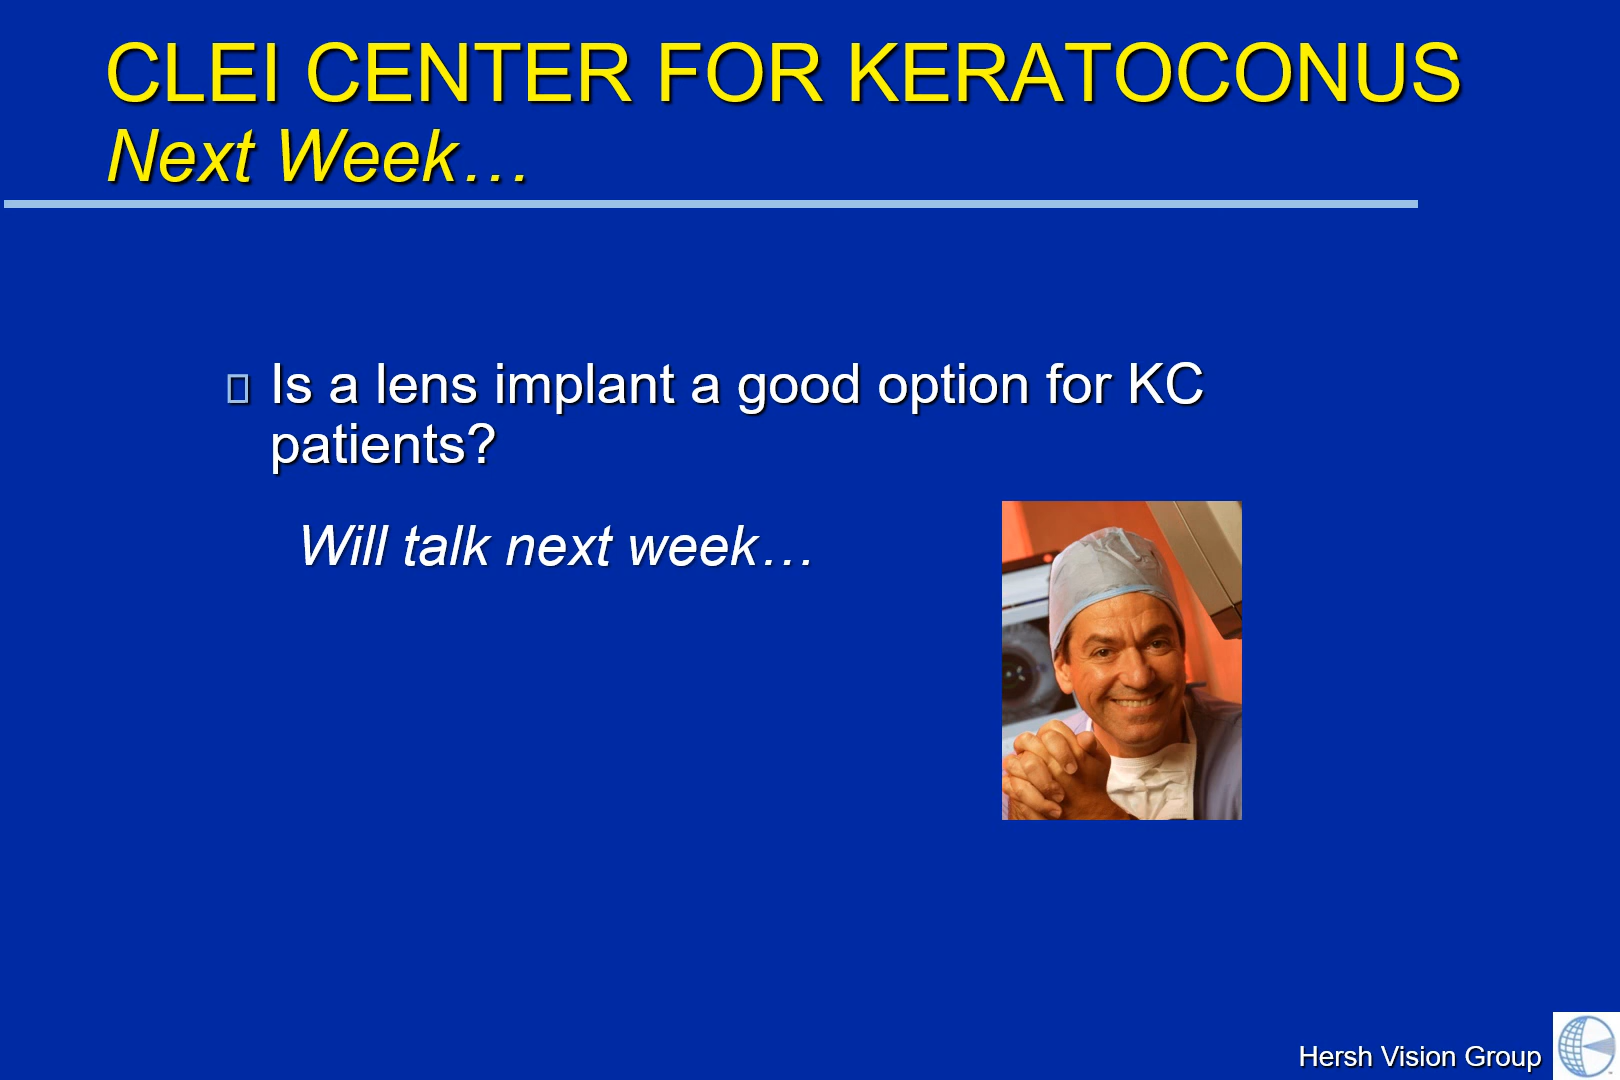 CLEI CENTER FOR KERATOCONUS
Next Week…
Is a lens implant a good option for KC
patients?
Will talk next week…
Hersh Vision Group